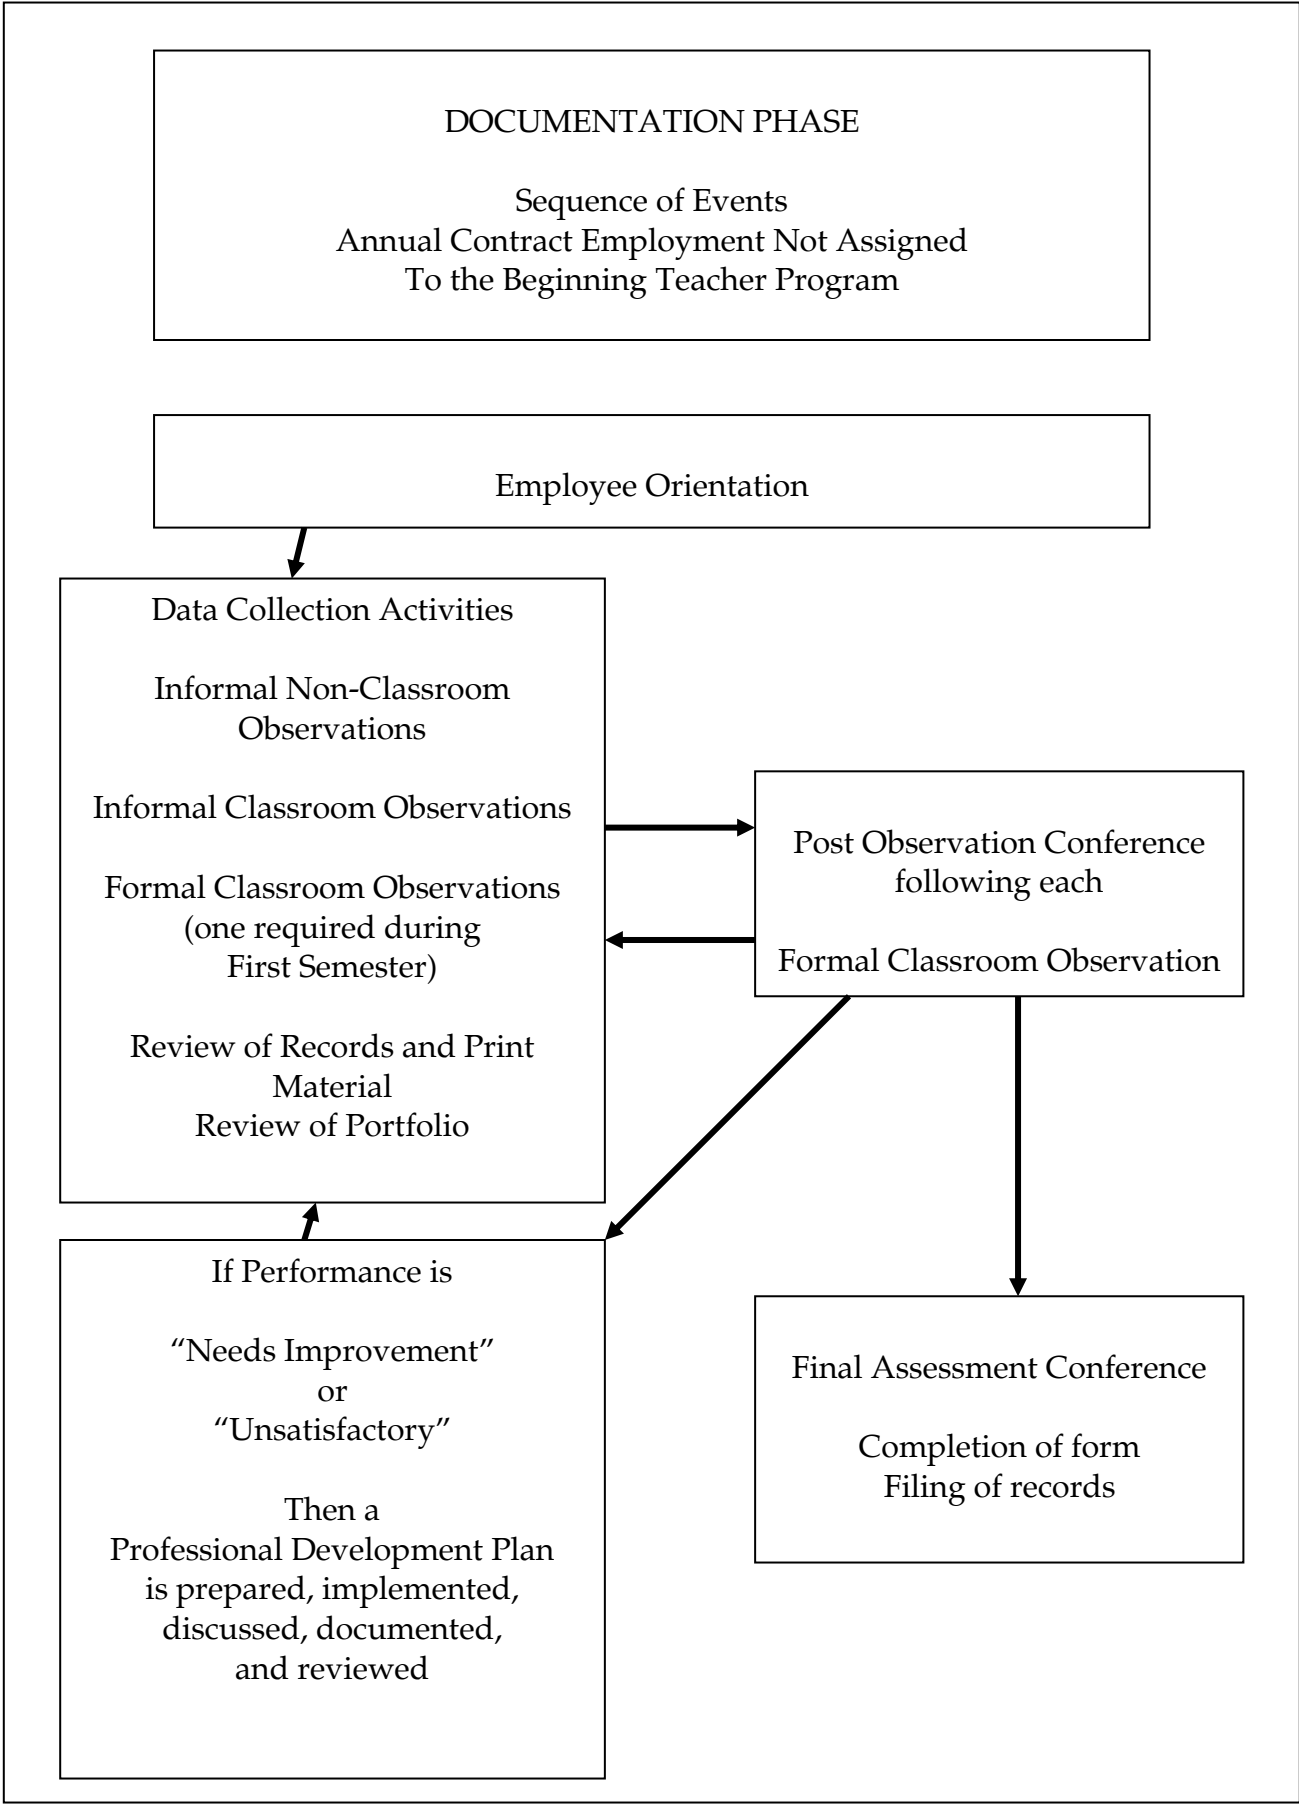 DOCUMENTATION PHASE
Sequence of Events
Annual Contract Employment Not Assigned
To the Beginning Teacher Program
Employee Orientation
Data Collection Activities
Informal Non-Classroom
Observations
Informal Classroom Observations
Formal Classroom Observations
(one required during
First Semester)
Review of Records and Print
Material
Review of Portfolio
Post Observation Conference
following each
Formal Classroom Observation
If Performance is
“Needs Improvement”
or
“Unsatisfactory”
Then a
Professional Development Plan
is prepared, implemented,
discussed, documented,
and reviewed
Final Assessment Conference
Completion of form
Filing of records